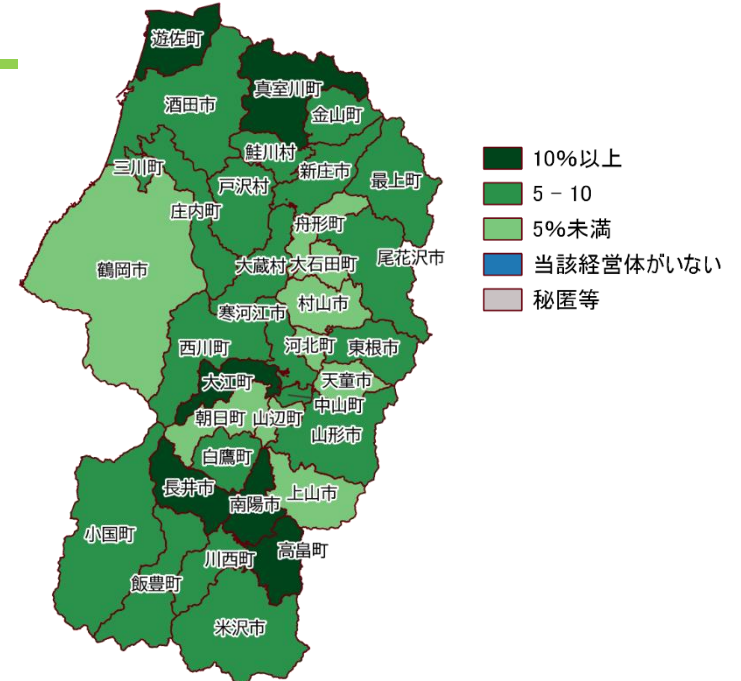 遊佐町
真室川町
酒田市
金山町
鮭川村
三川町
新庄市
戸沢村
最上町
庄内町
舟形町
尾花沢市
大蔵村
大石田町
鶴岡市
村山市
寒河江市
西川町
河北町
東根市
大江町
天童市
中山町
朝日町
山辺町
山形市
白鷹町
長井市
上山市
南陽市
小国町
高畠町
川西町
飯豊町
米沢市
10%以上
5 - 10
5%未満
当該経営体がいない
秘匿等